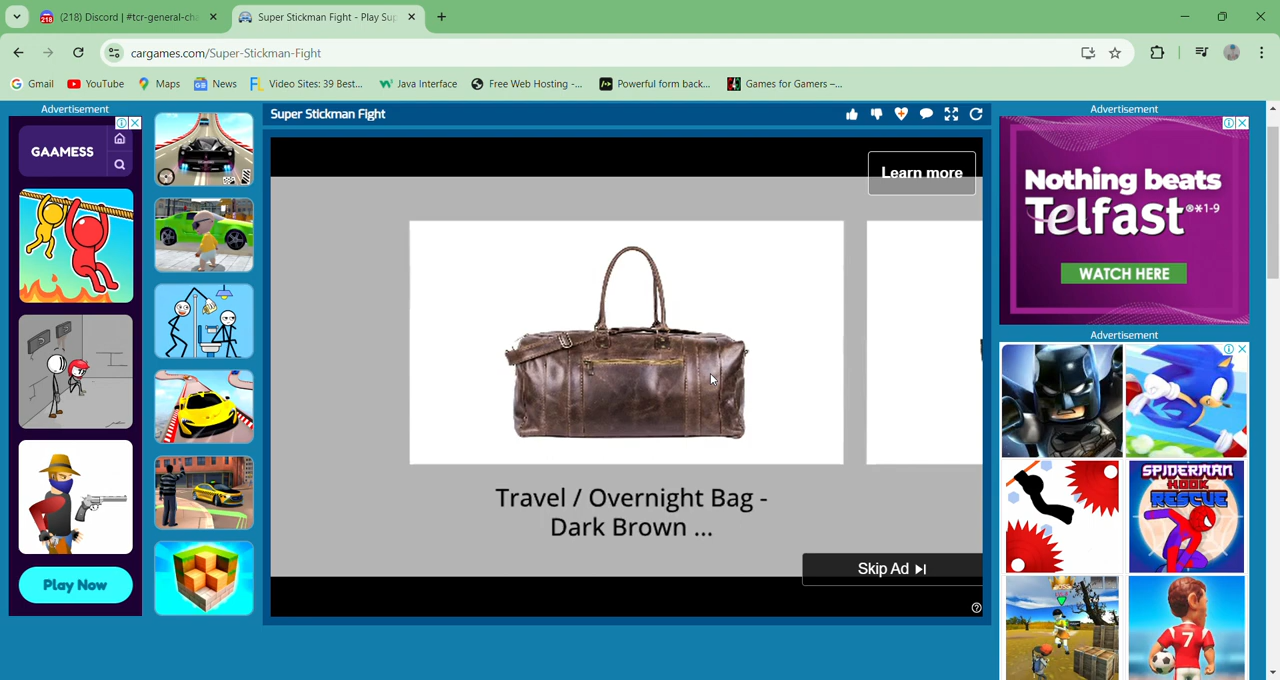 (218) Discord | #tcr-general-cha
Super Stickman Fight - Play Sup
cargames.com/Super-Stickman-Fight
Gmail
YouTube
Maps
News
Video Sites: 39 Best...
Java Interface
Free Web Hosting -...
Powerful form back...
Games for Gamers –...
Advertisement
GAAMESS
Play Now
Super Stickman Fight
Learn more
Travel / Overnight Bag -
Dark Brown ...
Skip Ad
Advertisement
Nothing beats
Telfast®*1-9
WATCH HERE
Advertisement
SPIDERMAN
HOOK
RESCUE
7